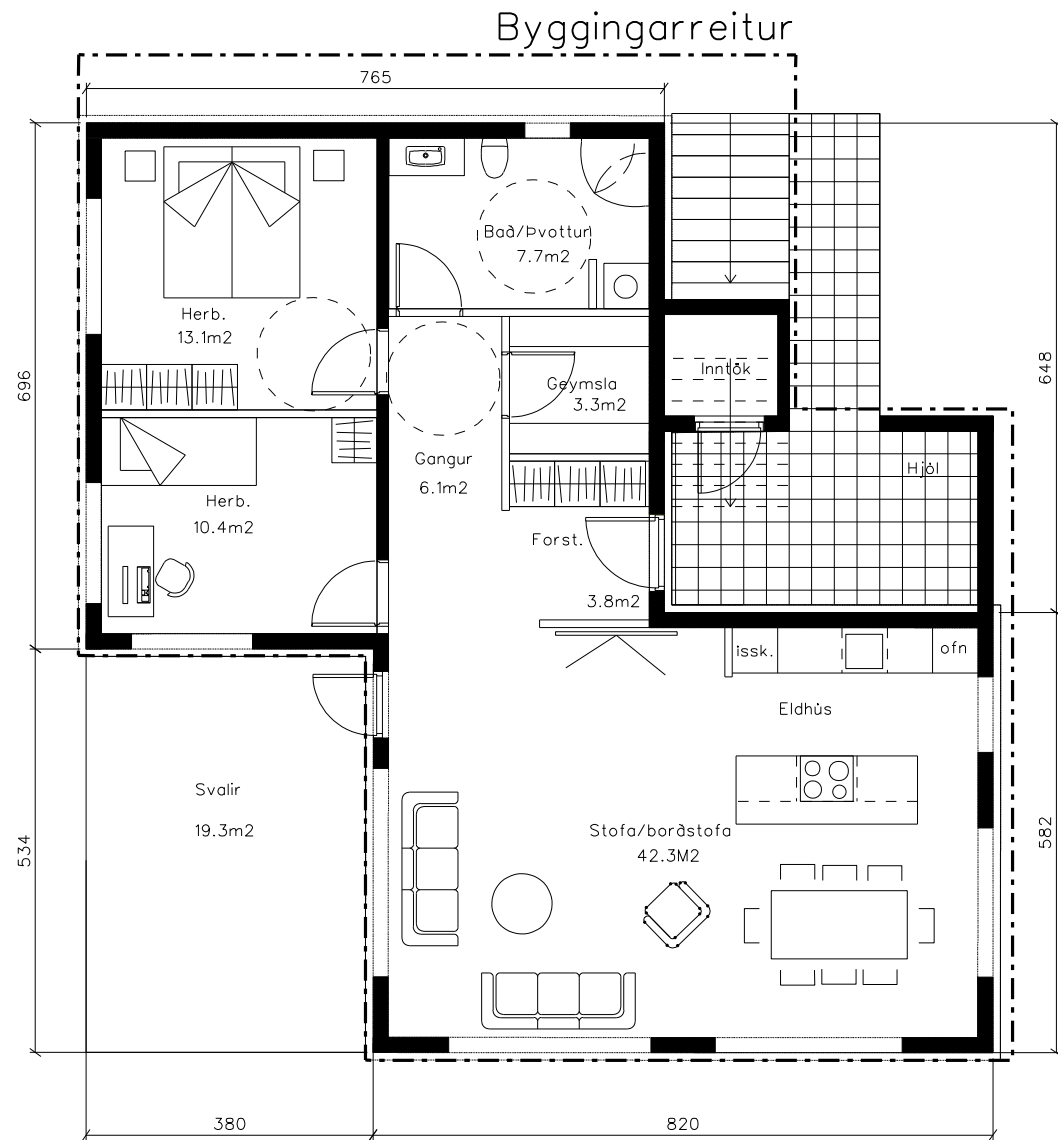 Byggingarreitur
765
Bað/Þvottur
7.7m2
Herb.
13.1m2
Inntök
696
648
Geymsla
3.3m2
Gangur
6.1m2
Hjól
Herb.
10.4m2
Forst.
3.8m2
issk.
ofn
Eldhús
Svalir
19.3m2
Stofa/borðstofa
42.3M2
534
582
380
820